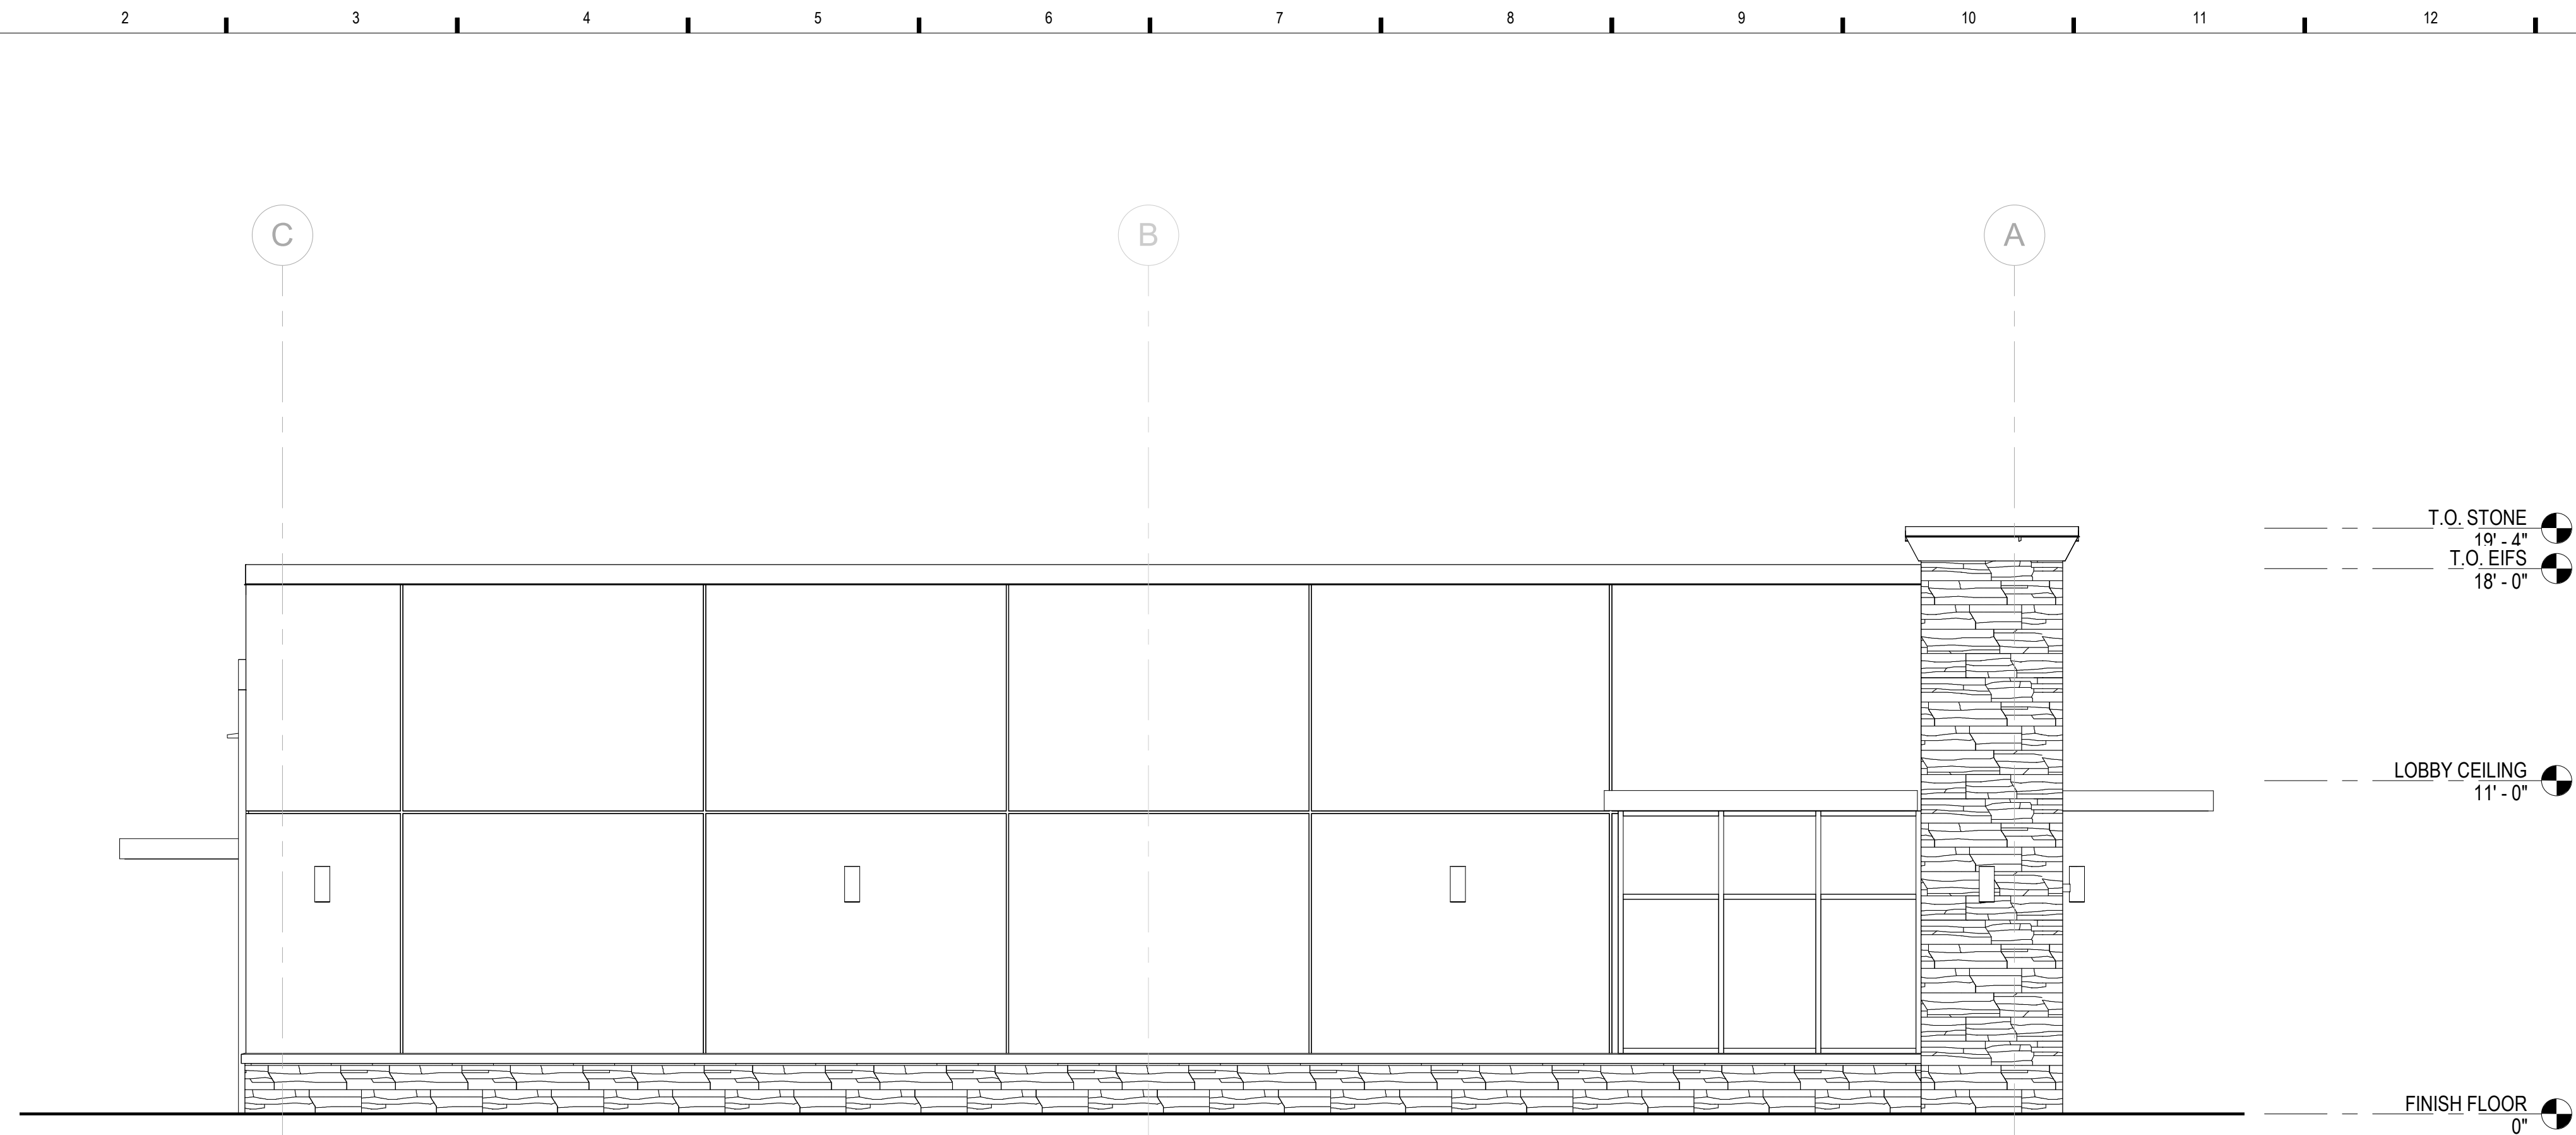 2 3 4 5 6 7 8 9 10 11 12
C B A
T.O. STONE
19' - 4"
T.O. EIFS
18' - 0"
LOBBY CEILING
11' - 0"
FINISH FLOOR
0"